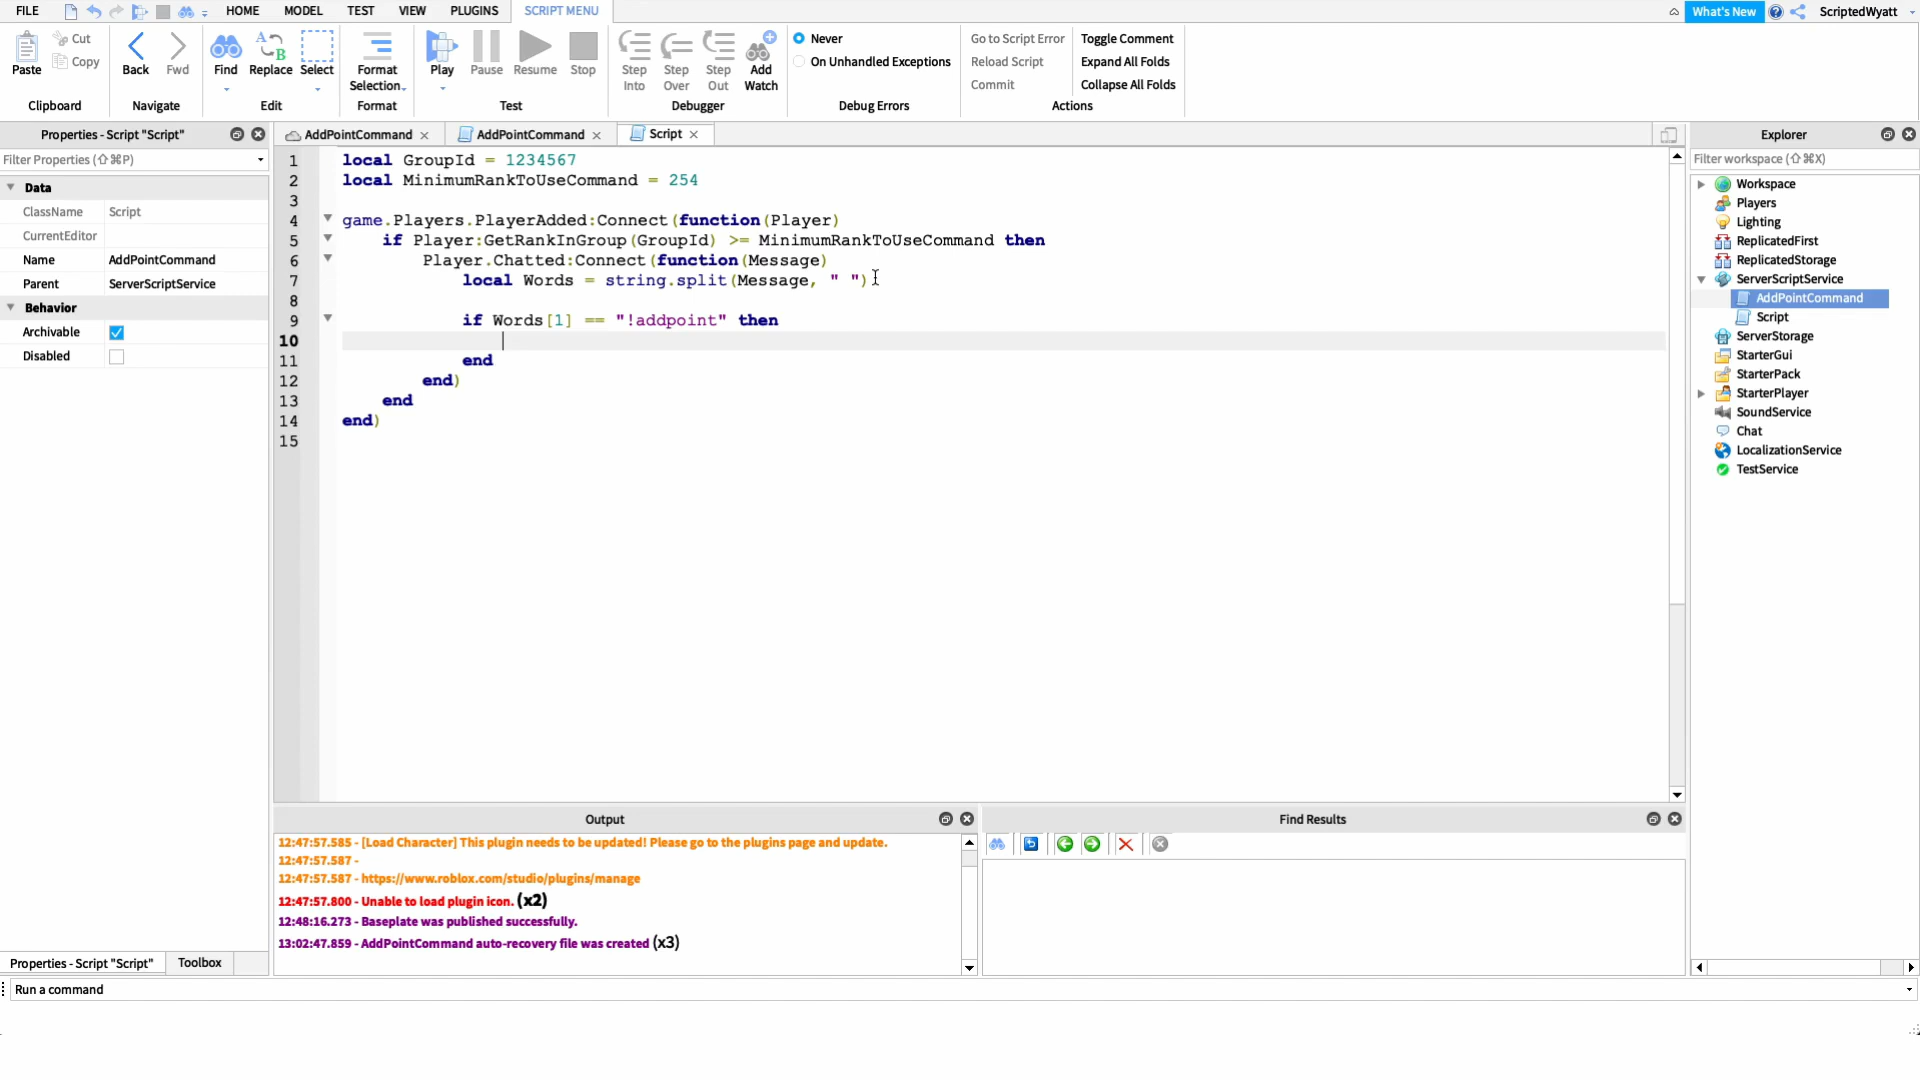 FILE HOME MODEL TEST VIEW PLUGINS SCRIPT MENU What's New ScriptedWyatt
Paste Cut Copy
Clipboard
Back Fwd
Navigate
Find Replace Select
Edit
Format Selection
Format
Play Pause Resume Stop
Test
Step Into Step Over Step Out Add Watch
Debugger
Never
On Unhandled Exceptions
Debug Errors
Go to Script Error
Reload Script
Commit
Toggle Comment
Expand All Folds
Collapse All Folds
Actions
Properties - Script "Script"
Filter Properties (⇧⌘P)
Data
ClassName Script
CurrentEditor
Name AddPointCommand
Parent ServerScriptService
Behavior
Archivable
Disabled
Properties - Script "Script" Toolbox
AddPointCommand AddPointCommand Script
1 local GroupId = 1234567
2 local MinimumRankToUseCommand = 254
3
4 game.Players.PlayerAdded:Connect(function(Player)
5 if Player:GetRankInGroup(GroupId) >= MinimumRankToUseCommand then
6 Player.Chatted:Connect(function(Message)
7 local Words = string.split(Message, " ")
8
9 if Words[1] == "!addpoint" then
10
11 end
12 end)
13 end
14 end)
15
Output
12:47:57.585 - [Load Character] This plugin needs to be updated! Please go to the plugins page and update.
12:47:57.587 -
12:47:57.587 - https://www.roblox.com/studio/plugins/manage
12:47:57.800 - Unable to load plugin icon. (x2)
12:48:16.273 - Baseplate was published successfully.
13:02:47.859 - AddPointCommand auto-recovery file was created (x3)
Find Results
Explorer
Filter workspace (⇧⌘X)
Workspace
Players
Lighting
ReplicatedFirst
ReplicatedStorage
ServerScriptService
AddPointCommand
Script
ServerStorage
StarterGui
StarterPack
StarterPlayer
SoundService
Chat
LocalizationService
TestService
Run a command